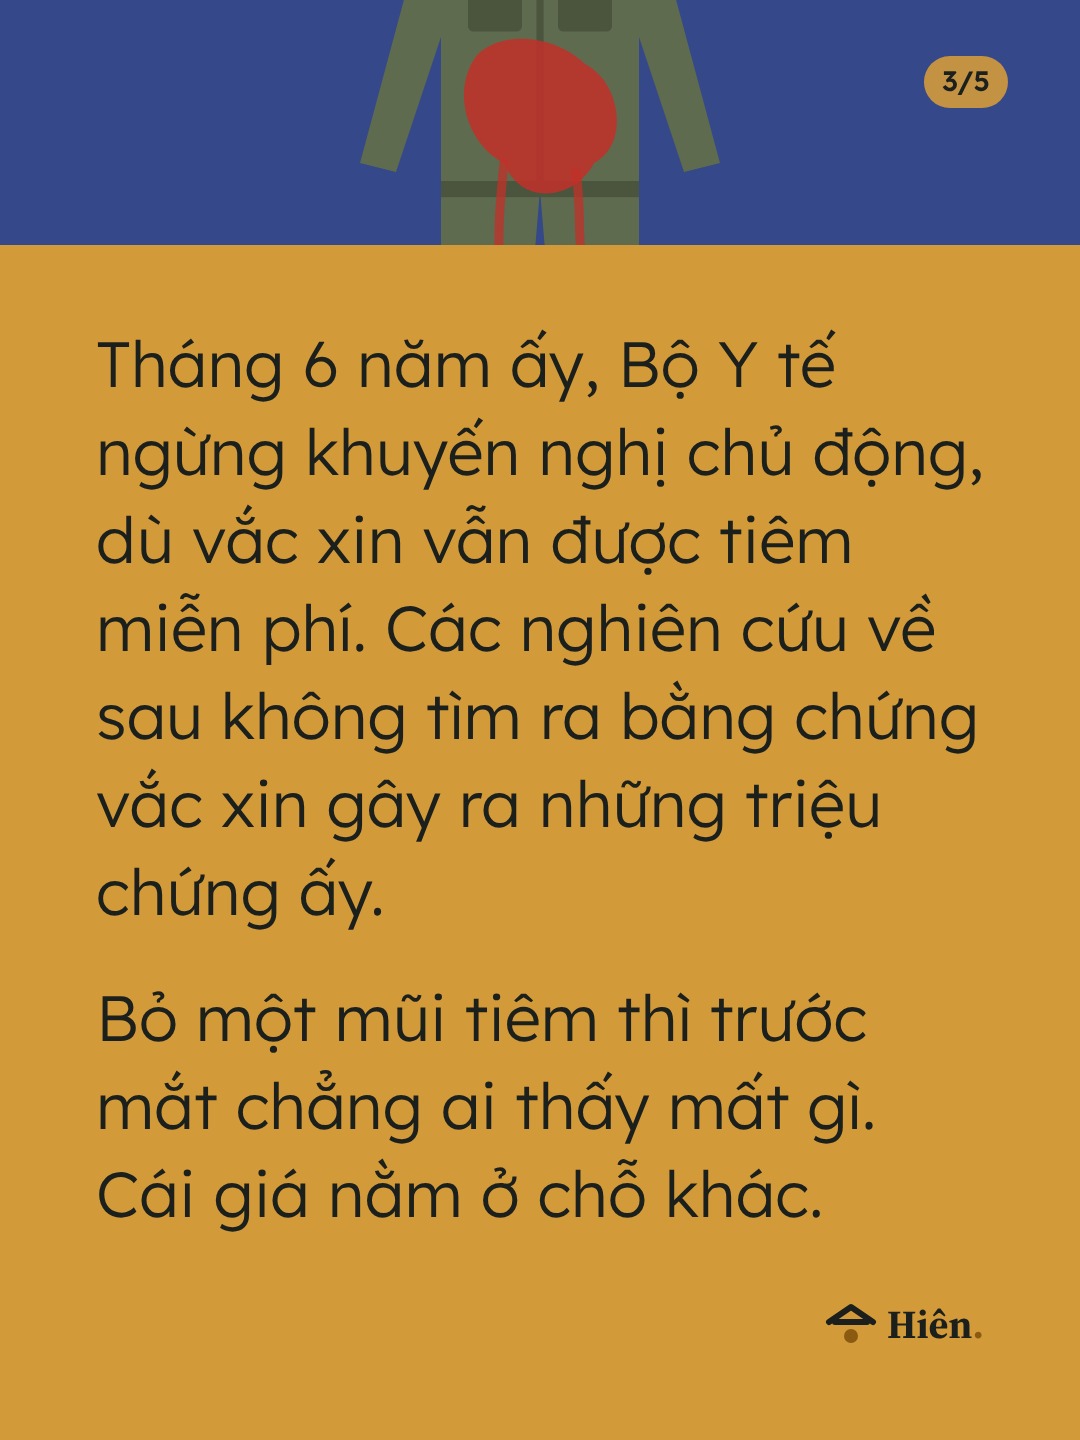 3/5
Tháng 6 năm ấy, Bộ Y tế
ngừng khuyến nghị chủ động,
dù vắc xin vẫn được tiêm
miễn phí. Các nghiên cứu về
sau không tìm ra bằng chứng
vắc xin gây ra những triệu
chứng ấy.
Bỏ một mũi tiêm thì trước
mắt chẳng ai thấy mất gì.
Cái giá nằm ở chỗ khác.
Hiên.